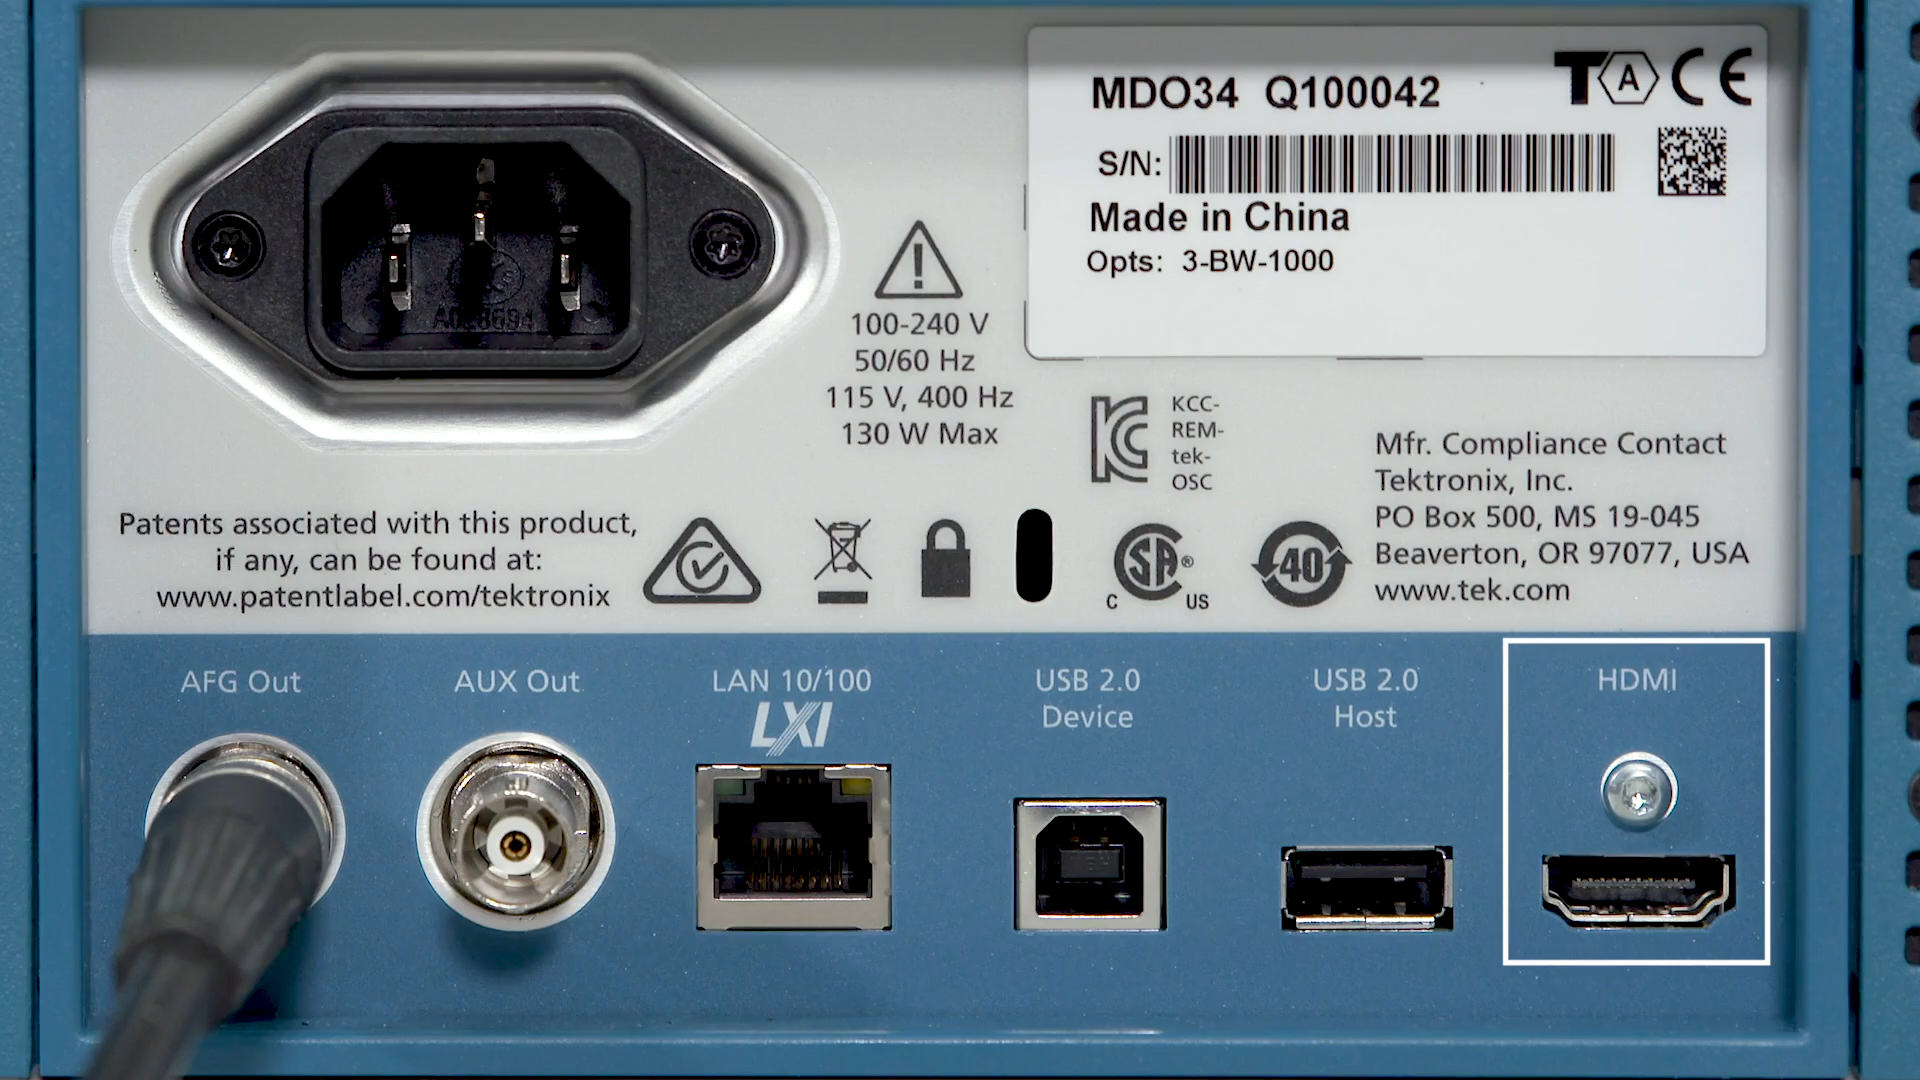 MDO34 Q100042
T A CE
S/N:
Made in China
Opts: 3-BW-1000
100-240 V
50/60 Hz
115 V, 400 Hz
130 W Max
KCC-
REM-
tek-
OSC
Mfr. Compliance Contact
Tektronix, Inc.
PO Box 500, MS 19-045
Beaverton, OR 97077, USA
www.tek.com
Patents associated with this product,
if any, can be found at:
www.patentlabel.com/tektronix
C SA® US
40
AFG Out
AUX Out
LAN 10/100
LXI
USB 2.0
Device
USB 2.0
Host
HDMI